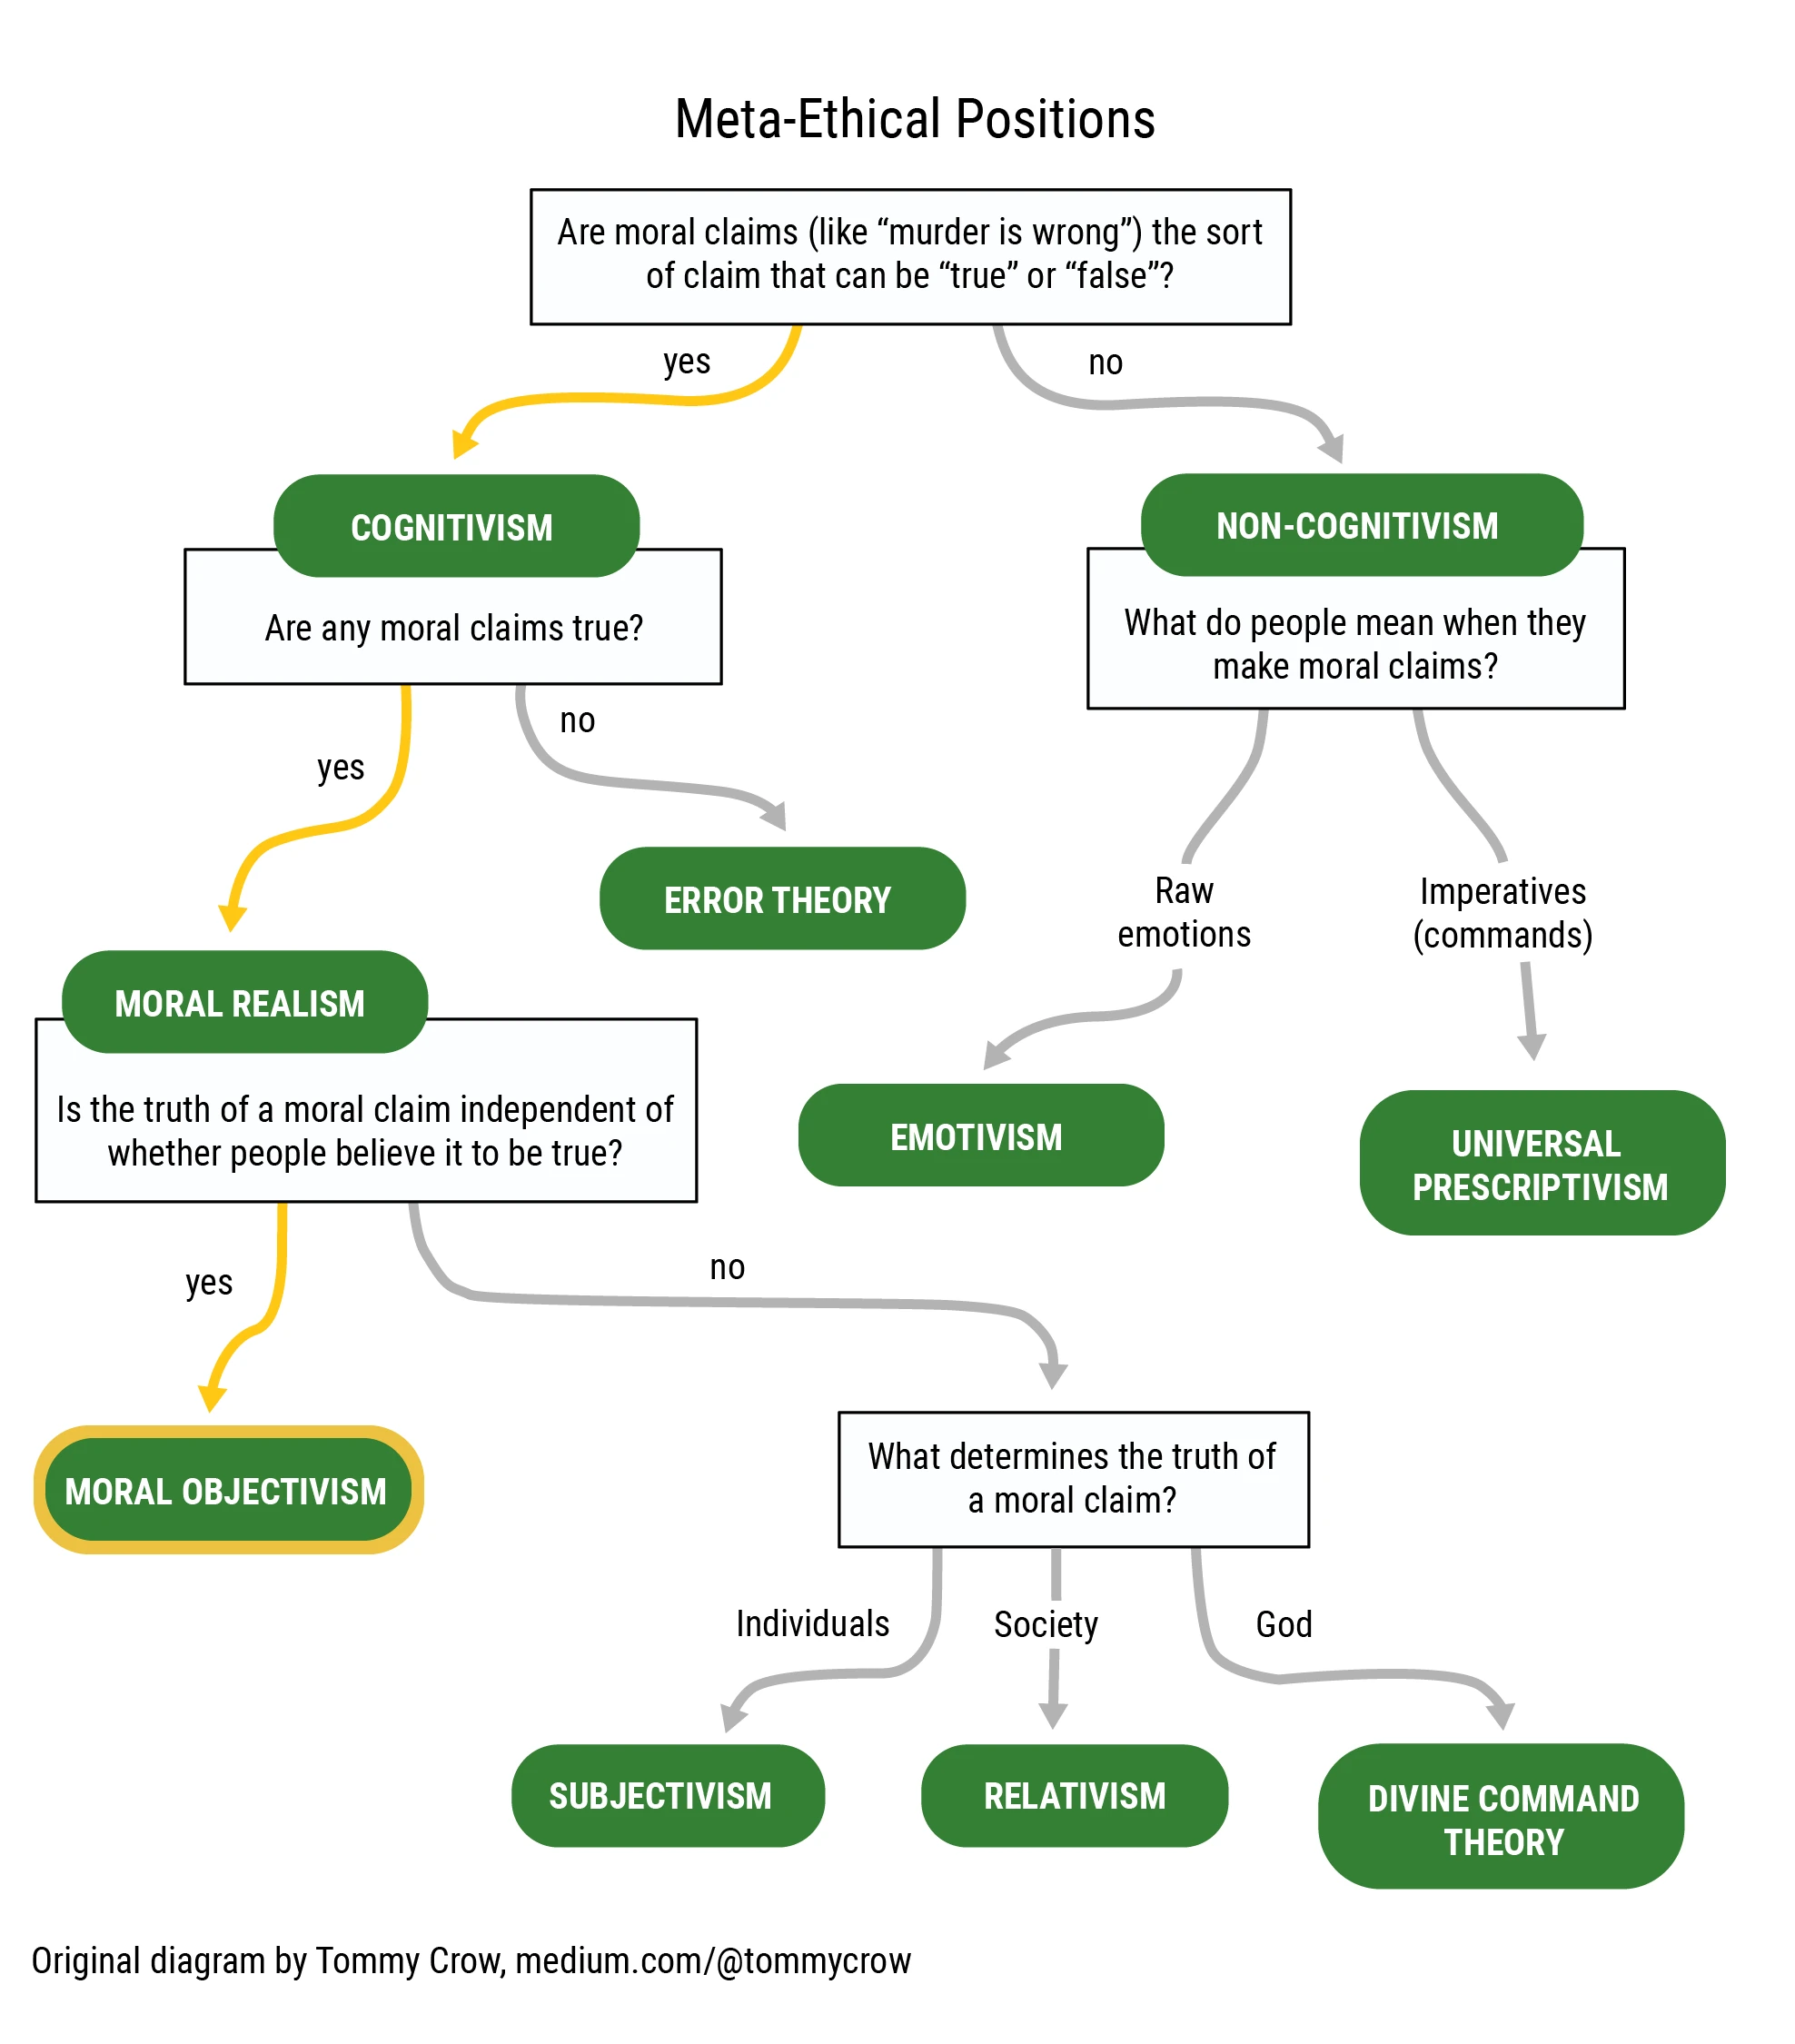 Meta-Ethical Positions
Are moral claims (like “murder is wrong”) the sort
of claim that can be “true” or “false”?
yes
no
COGNITIVISM
NON-COGNITIVISM
Are any moral claims true?
What do people mean when they
make moral claims?
no
yes
ERROR THEORY
Raw
emotions
Imperatives
(commands)
MORAL REALISM
Is the truth of a moral claim independent of
whether people believe it to be true?
EMOTIVISM
UNIVERSAL
PRESCRIPTIVISM
yes
no
MORAL OBJECTIVISM
What determines the truth of
a moral claim?
Individuals
Society
God
SUBJECTIVISM
RELATIVISM
DIVINE COMMAND
THEORY
Original diagram by Tommy Crow, medium.com/@tommycrow